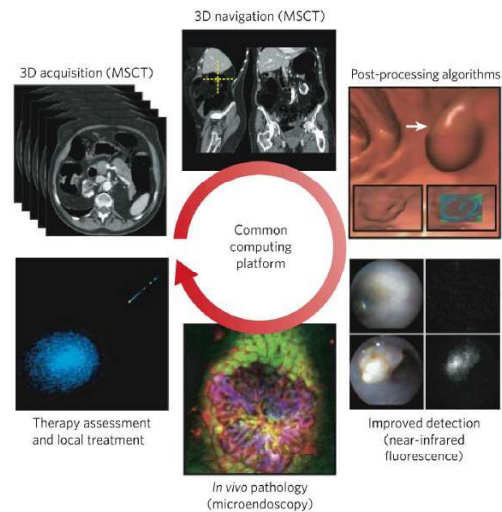 3D navigation (MSCT)
3D acquisition (MSCT)
Post-processing algorithms
Common
computing
platform
Therapy assessment
and local treatment
In vivo pathology
(microendoscopy)
Improved detection
(near-infrared
fluorescence)